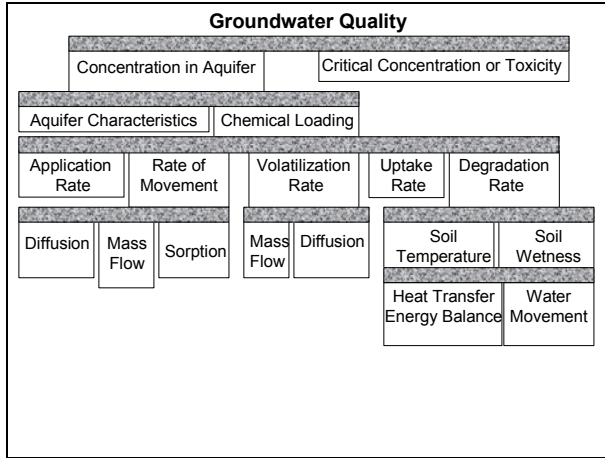 Groundwater Quality
Concentration in Aquifer
Critical Concentration or Toxicity
Aquifer Characteristics
Chemical Loading
Application
Rate
Rate of
Movement
Volatilization
Rate
Uptake
Rate
Degradation
Rate
Diffusion
Mass
Flow
Sorption
Mass
Flow
Diffusion
Soil
Temperature
Soil
Wetness
Heat Transfer
Energy Balance
Water
Movement